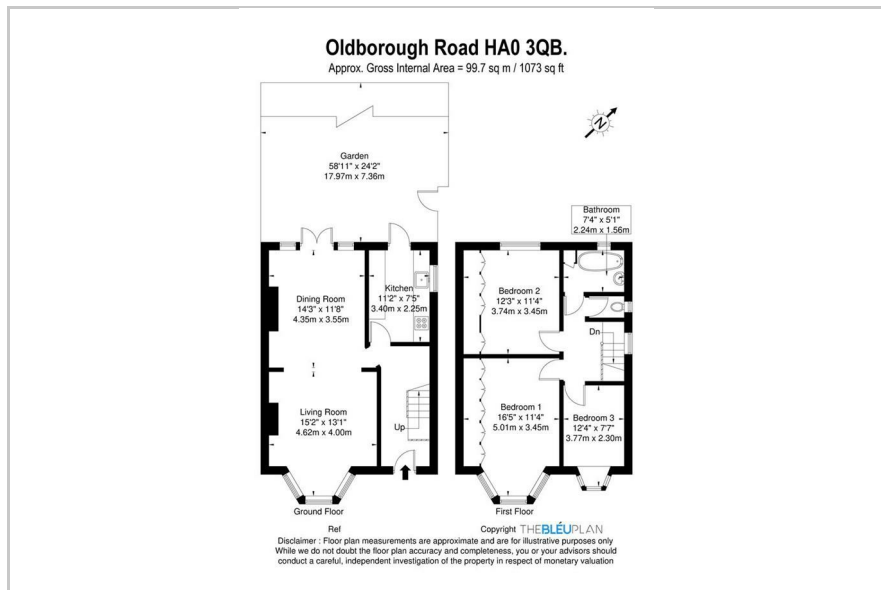 Oldborough Road HA0 3QB.
Approx. Gross Internal Area = 99.7 sq m / 1073 sq ft
N
Garden
58'11" x 24'2"
17.97m x 7.36m
Bathroom
7'4" x 5'1"
2.24m x 1.56m
Dining Room
14'3" x 11'8"
4.35m x 3.55m
Kitchen
11'2" x 7'5"
3.40m x 2.25m
Bedroom 2
12'3" x 11'4"
3.74m x 3.45m
Dn
Living Room
15'2" x 13'1"
4.62m x 4.00m
Up
Bedroom 1
16'5" x 11'4"
5.01m x 3.45m
Bedroom 3
12'4" x 7'7"
3.77m x 2.30m
Ground Floor
First Floor
Ref
Copyright THEBLÉUPLAN
Disclaimer : Floor plan measurements are approximate and are for illustrative purposes only
While we do not doubt the floor plan accuracy and completeness, you or your advisors should
conduct a careful, independent investigation of the property in respect of monetary valuation